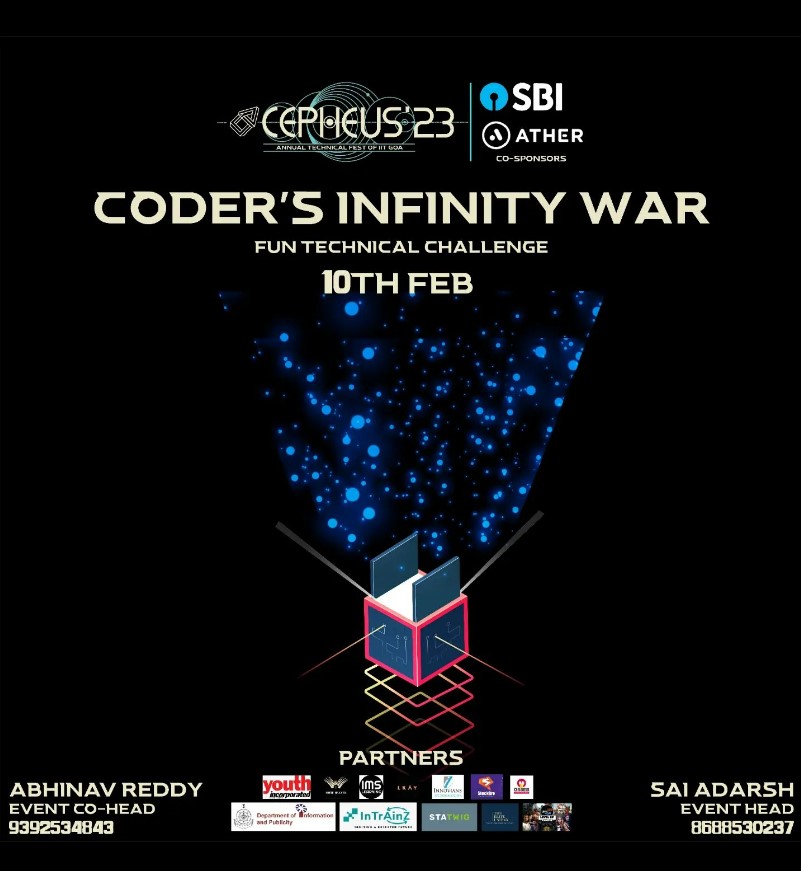 CEPHEUS'23
ANNUAL TECHNICAL FEST OF IIT GOA
SBI
ATHER
CO-SPONSORS
CODER'S INFINITY WAR
FUN TECHNICAL CHALLENGE
10TH FEB
PARTNERS
youth
incorporated
ims
LEARNING
INNOVIANS
Department of Information
and Publicity
InTrAinZ
STATWIG
ABHINAV REDDY
EVENT CO-HEAD
9392534843
SAI ADARSH
EVENT HEAD
8688530237